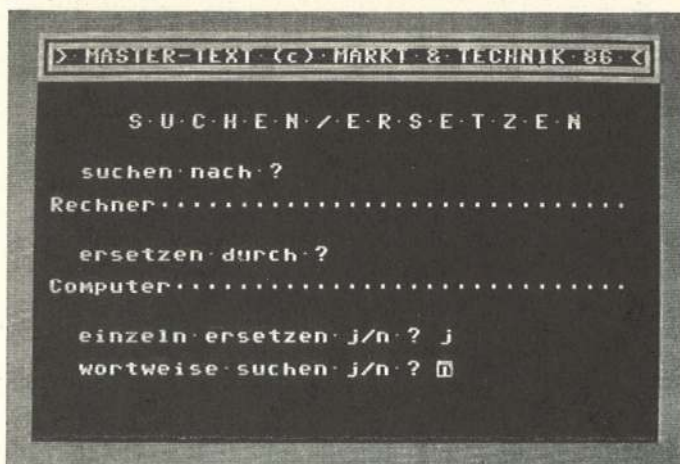 > MASTER-TEXT (c) MARKT & TECHNIK 86 <
S·U·C·H·E·N·/·E·R·S·E·T·Z·E·N
suchen·nach·?
Rechner································
ersetzen·durch·?
Computer·······························
einzeln·ersetzen·j/n·? j
wortweise·suchen·j/n·? n